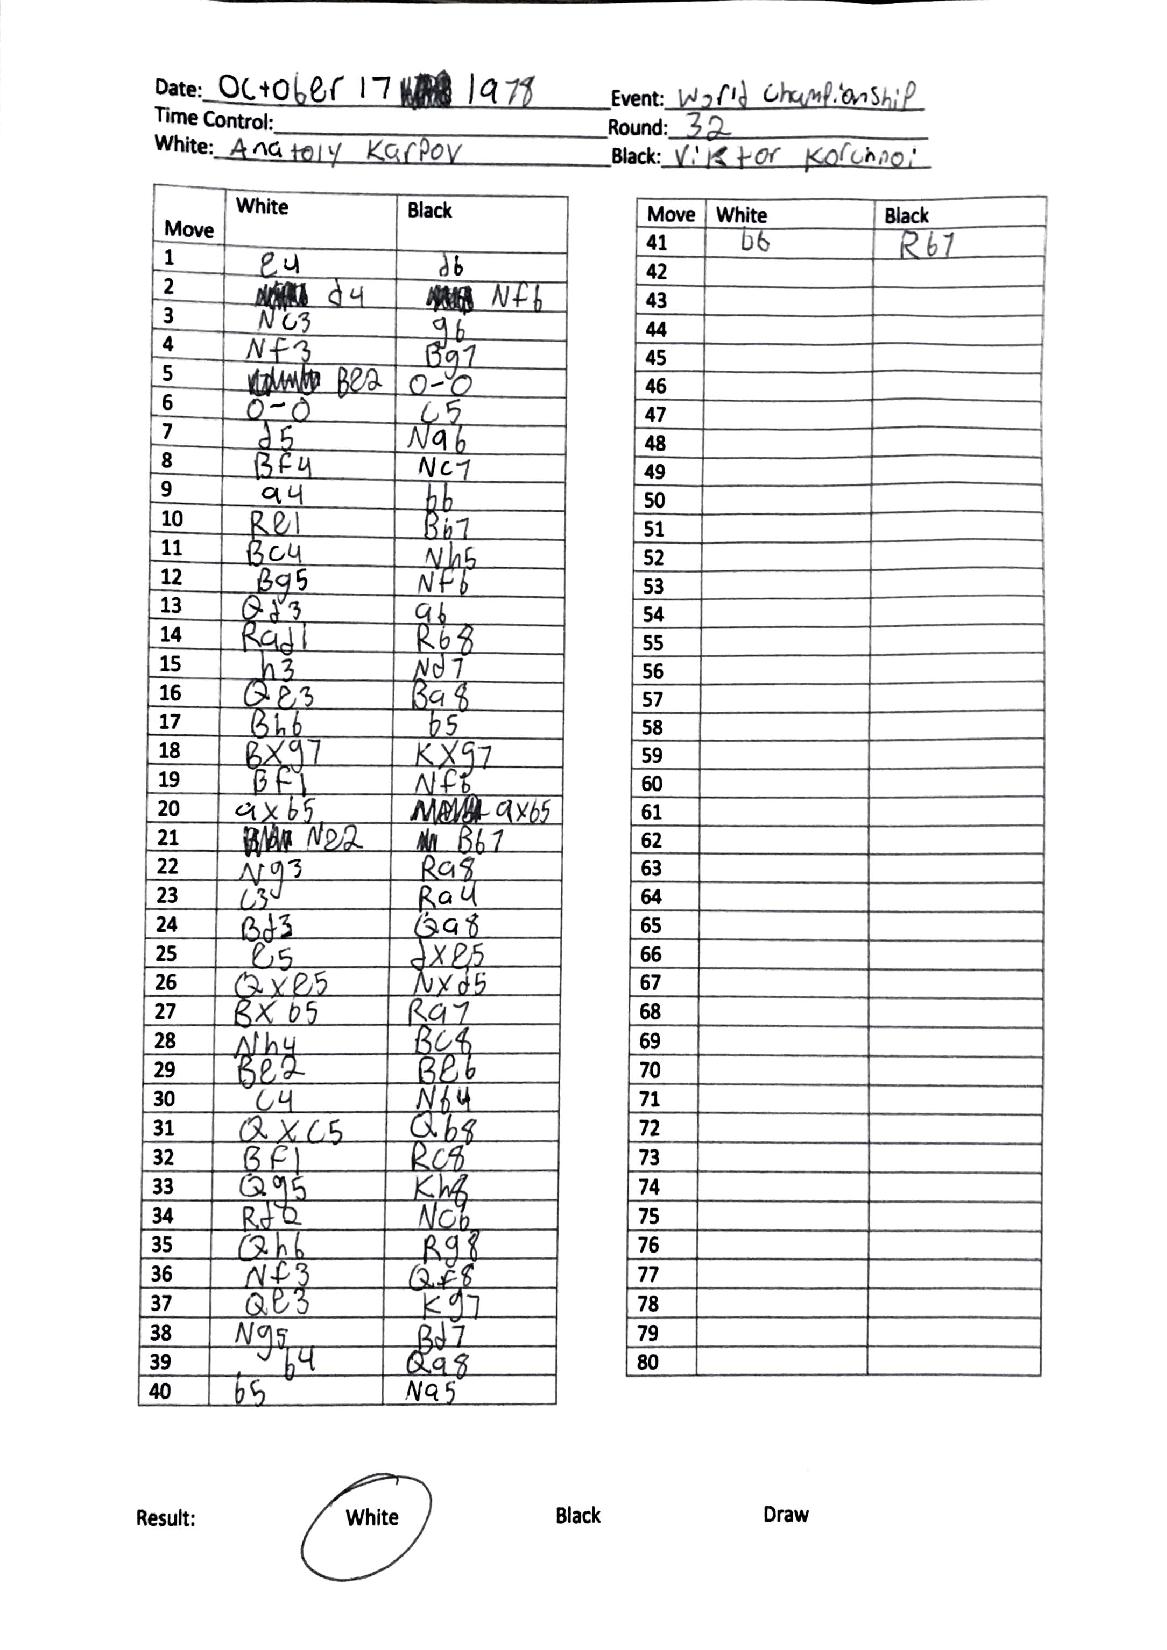 Date: October 17 1978 Event: World Championship
Time Control: Round: 32
White: Anatoly Karpov Black: Viktor Korchnoi
Move White Black
1 e4 d6
2 d4 Nf6
3 Nc3 g6
4 Nf3 Bg7
5 Be2 0-0
6 0-0 c5
7 d5 Na6
8 Bf4 Nc7
9 a4 b6
10 Re1 Bb7
11 Bc4 Nh5
12 Bg5 Nf6
13 Qd3 a6
14 Rad1 Rb8
15 h3 Nd7
16 Qe3 Ba8
17 Bh6 b5
18 BXg7 KXg7
19 Bf1 Nf6
20 axb5 axb5
21 Ne2 Bb7
22 Ng3 Ra8
23 c3 Ra4
24 Bd3 Qa8
25 e5 dxe5
26 Qxe5 Nxd5
27 BX b5 Ra7
28 Nh4 Bc8
29 Be2 Be6
30 c4 Nb4
31 QXC5 Qb8
32 Bf1 Rc8
33 Qg5 Kh8
34 Rd2 Nc6
35 Qh6 Rg8
36 Nf3 Qf8
37 Qe3 Kg7
38 Ng5 Bd7
39 b4 Qa8
40 b5 Na5
Move White Black
41 b6 Rb7
42
43
44
45
46
47
48
49
50
51
52
53
54
55
56
57
58
59
60
61
62
63
64
65
66
67
68
69
70
71
72
73
74
75
76
77
78
79
80
Result: White Black Draw